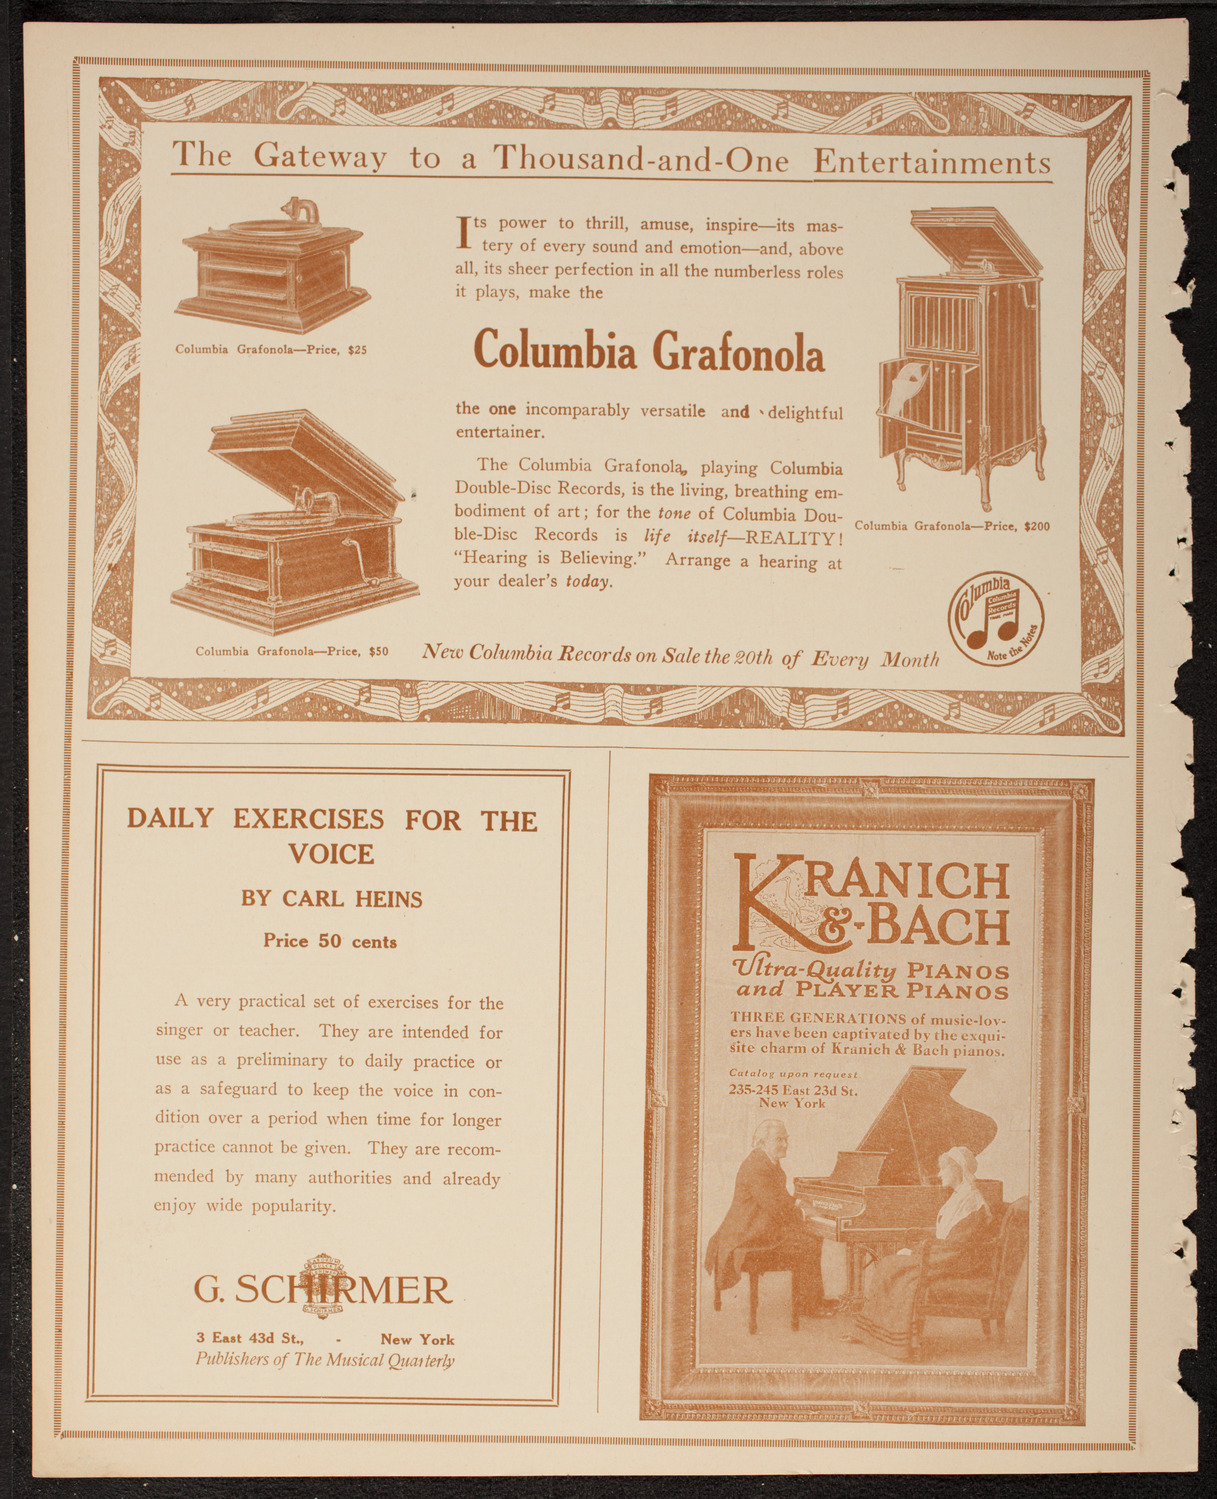 The Gateway to a Thousand-and-One Entertainments
Columbia Grafonola—Price, $25
Columbia Grafonola—Price, $50
Its power to thrill, amuse, inspire—its mas-
tery of every sound and emotion—and, above
all, its sheer perfection in all the numberless roles
it plays, make the
Columbia Grafonola
the one incomparably versatile and delightful
entertainer.
The Columbia Grafonola, playing Columbia
Double-Disc Records, is the living, breathing em-
bodiment of art; for the tone of Columbia Dou-
ble-Disc Records is life itself—REALITY!
"Hearing is Believing." Arrange a hearing at
your dealer's today.
Columbia Grafonola—Price, $200
Columbia
Columbia
Records
Note the Notes
New Columbia Records on Sale the 20th of Every Month
DAILY EXERCISES FOR THE
VOICE
BY CARL HEINS
Price 50 cents
A very practical set of exercises for the
singer or teacher. They are intended for
use as a preliminary to daily practice or
as a safeguard to keep the voice in con-
dition over a period when time for longer
practice cannot be given. They are recom-
mended by many authorities and already
enjoy wide popularity.
G. SCHIRMER
3 East 43d St., - New York
Publishers of The Musical Quarterly
KRANICH
&-BACH
Ultra-Quality PIANOS
and PLAYER PIANOS
THREE GENERATIONS of music-lov-
ers have been captivated by the exqui-
site charm of Kranich & Bach pianos.
Catalog upon request
235-245 East 23d St.
New York